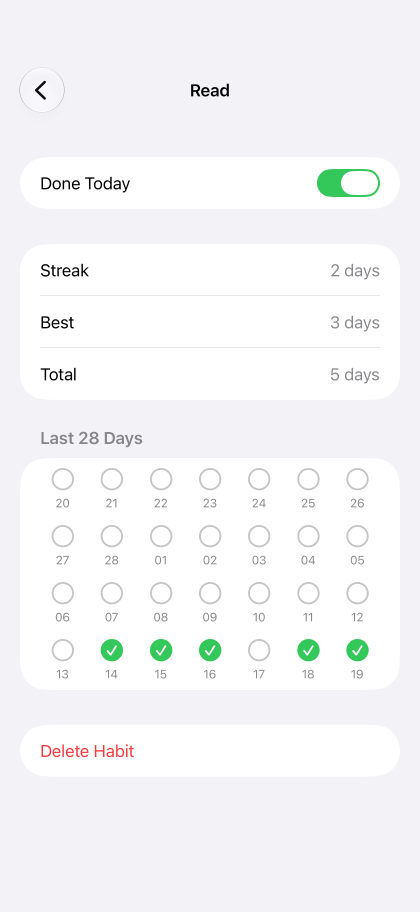 Read
Done Today
Streak 2 days
Best 3 days
Total 5 days
Last 28 Days
20 21 22 23 24 25 26
27 28 01 02 03 04 05
06 07 08 09 10 11 12
13 14 15 16 17 18 19
Delete Habit